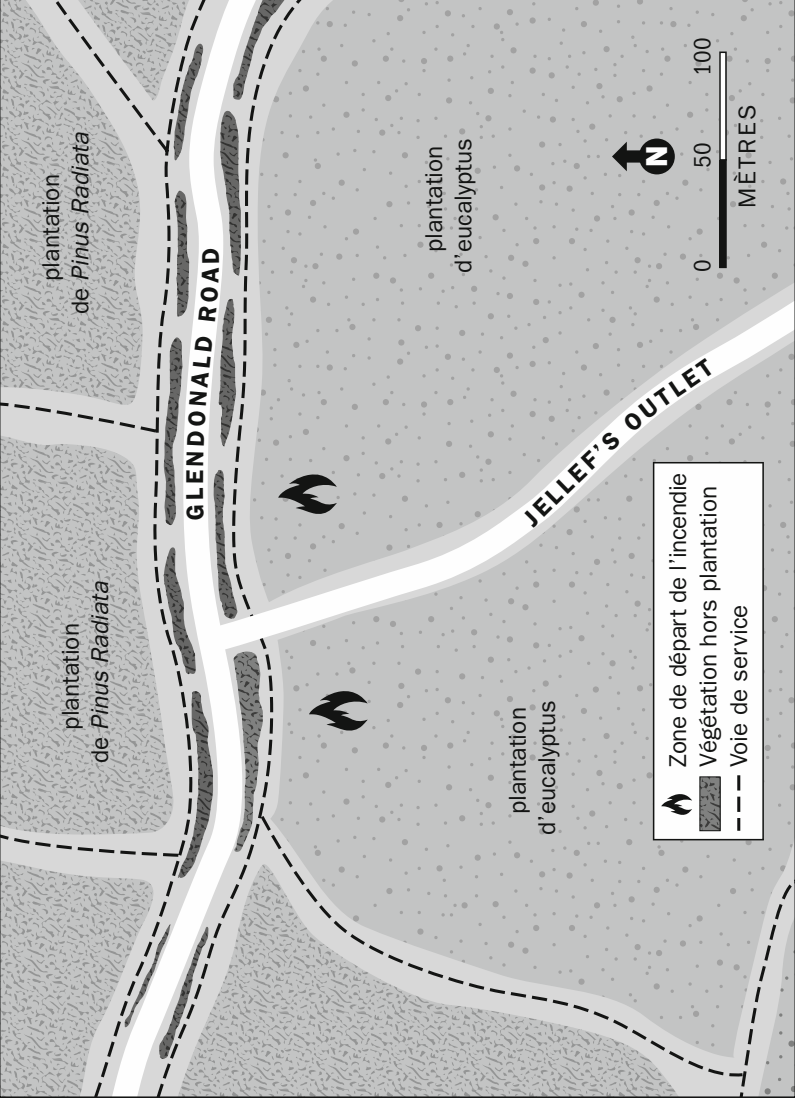 plantation
de Pinus Radiata
plantation
de Pinus Radiata
GLENDONALD ROAD
plantation
d'eucalyptus
plantation
d'eucalyptus
JELLEF'S OUTLET
Zone de départ de l'incendie
Végétation hors plantation
Voie de service
N
0 50 100
MÈTRES